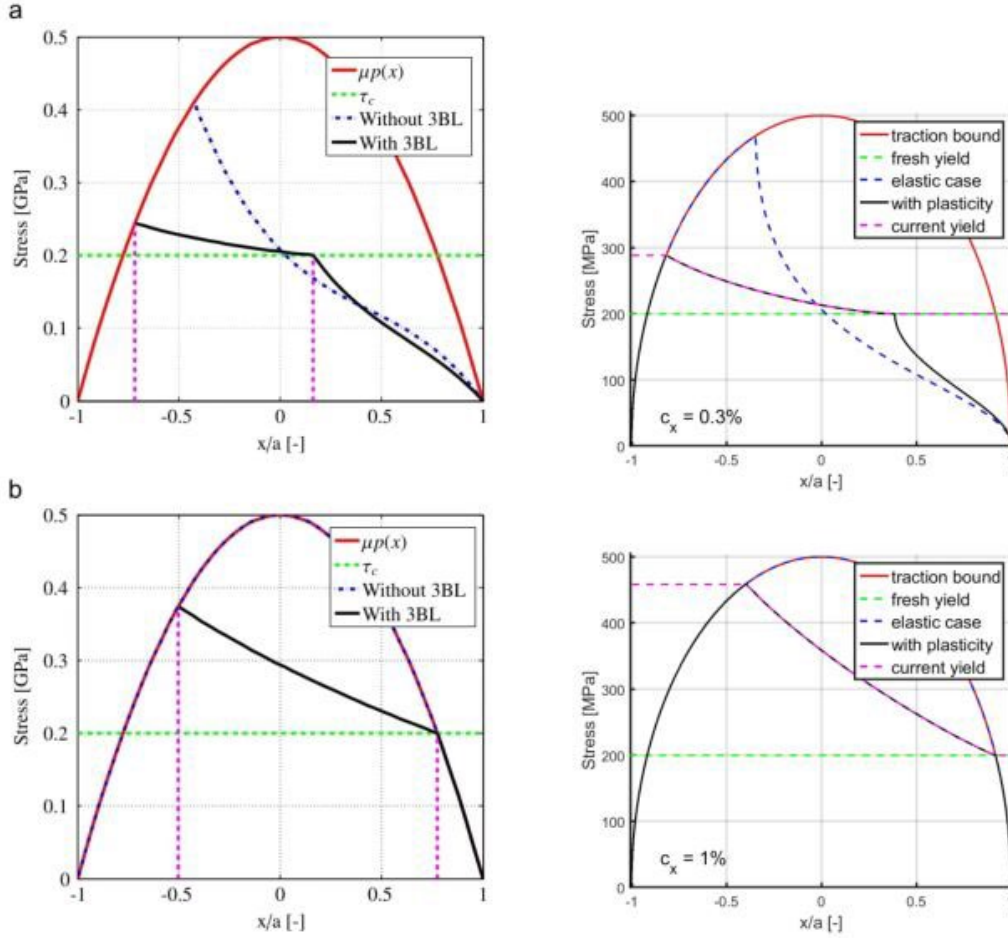 a
0.5
0.4
0.3
0.2
0.1
0
-1
-0.5
0
0.5
1
Stress [GPa]
x/a [-]
μp(x)
τc
Without 3BL
With 3BL
500
400
300
200
100
0
-1
-0.5
0
0.5
Stress [MPa]
x/a [-]
traction bound
fresh yield
elastic case
with plasticity
current yield
cx = 0.3%
b
0.5
0.4
0.3
0.2
0.1
0
-1
-0.5
0
0.5
1
Stress [GPa]
x/a [-]
μp(x)
τc
Without 3BL
With 3BL
500
400
300
200
100
0
-1
-0.5
0
0.5
Stress [MPa]
x/a [-]
traction bound
fresh yield
elastic case
with plasticity
current yield
cx = 1%